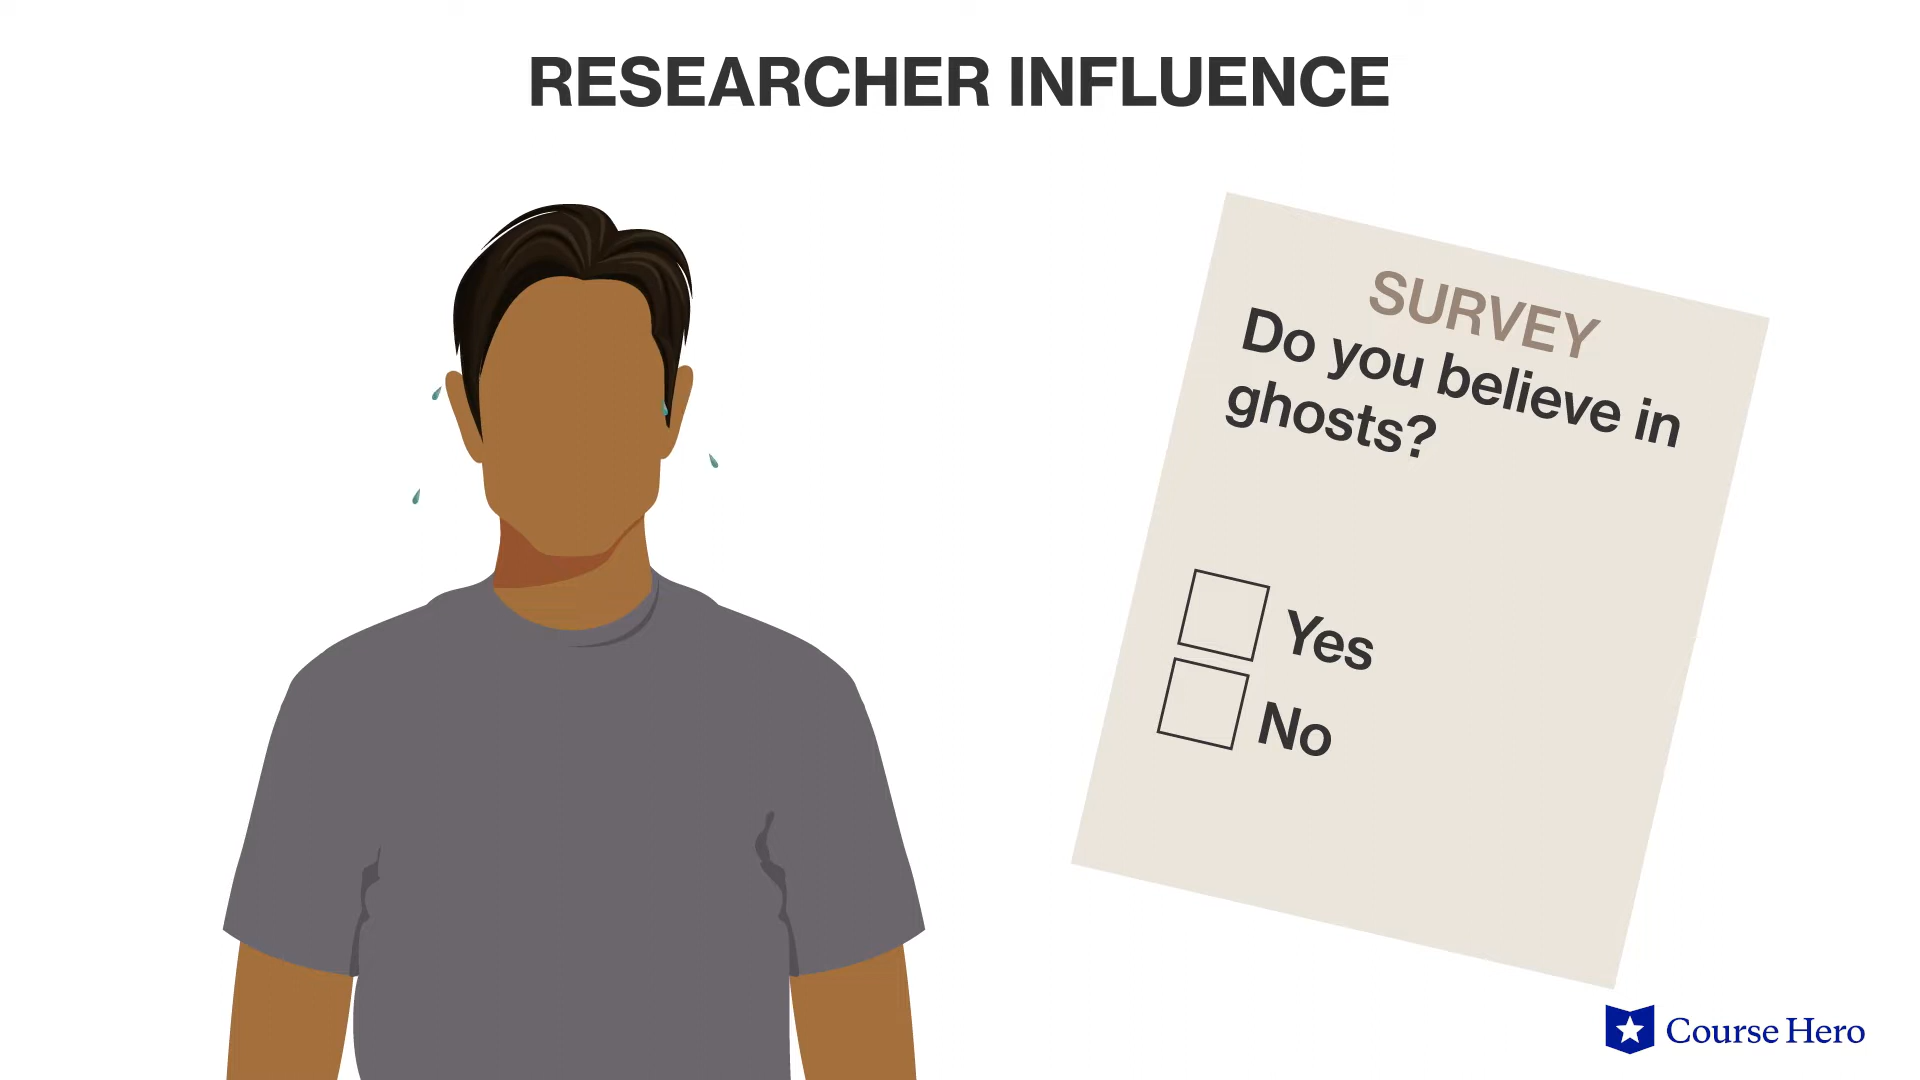 RESEARCHER INFLUENCE
SURVEY
Do you believe in
ghosts?
Yes
No
Course Hero